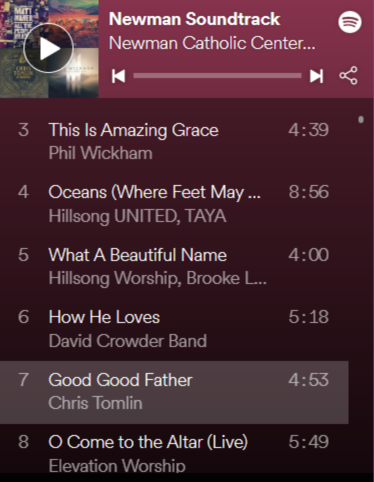 Newman Soundtrack
Newman Catholic Center...
3 This Is Amazing Grace 4:39
Phil Wickham
4 Oceans (Where Feet May ... 8:56
Hillsong UNITED, TAYA
5 What A Beautiful Name 4:00
Hillsong Worship, Brooke L...
6 How He Loves 5:18
David Crowder Band
7 Good Good Father 4:53
Chris Tomlin
8 O Come to the Altar (Live) 5:49
Elevation Worship